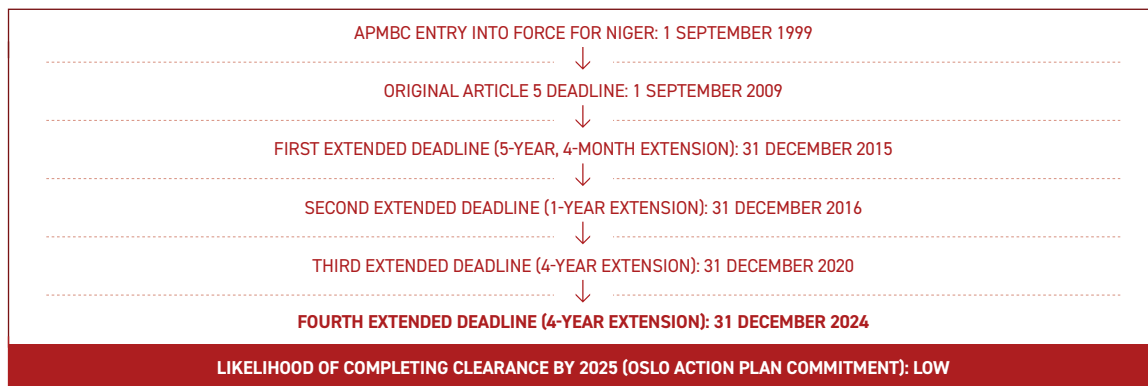 APMBC ENTRY INTO FORCE FOR NIGER: 1 SEPTEMBER 1999
ORIGINAL ARTICLE 5 DEADLINE: 1 SEPTEMBER 2009
FIRST EXTENDED DEADLINE (5-YEAR, 4-MONTH EXTENSION): 31 DECEMBER 2015
SECOND EXTENDED DEADLINE (1-YEAR EXTENSION): 31 DECEMBER 2016
THIRD EXTENDED DEADLINE (4-YEAR EXTENSION): 31 DECEMBER 2020
FOURTH EXTENDED DEADLINE (4-YEAR EXTENSION): 31 DECEMBER 2024
LIKELIHOOD OF COMPLETING CLEARANCE BY 2025 (OSLO ACTION PLAN COMMITMENT): LOW